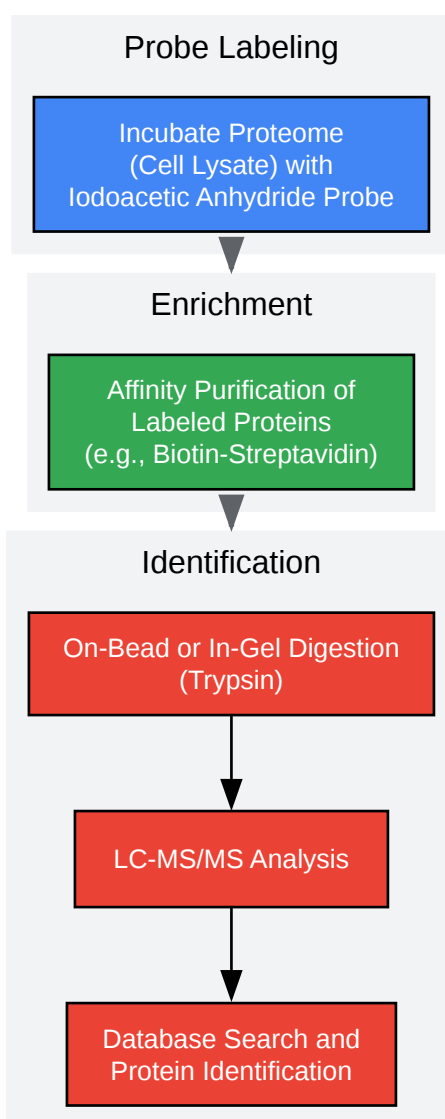 Probe Labeling
Incubate Proteome
(Cell Lysate) with
Iodoacetic Anhydride Probe
Enrichment
Affinity Purification of
Labeled Proteins
(e.g., Biotin-Streptavidin)
Identification
On-Bead or In-Gel Digestion
(Trypsin)
LC-MS/MS Analysis
Database Search and
Protein Identification